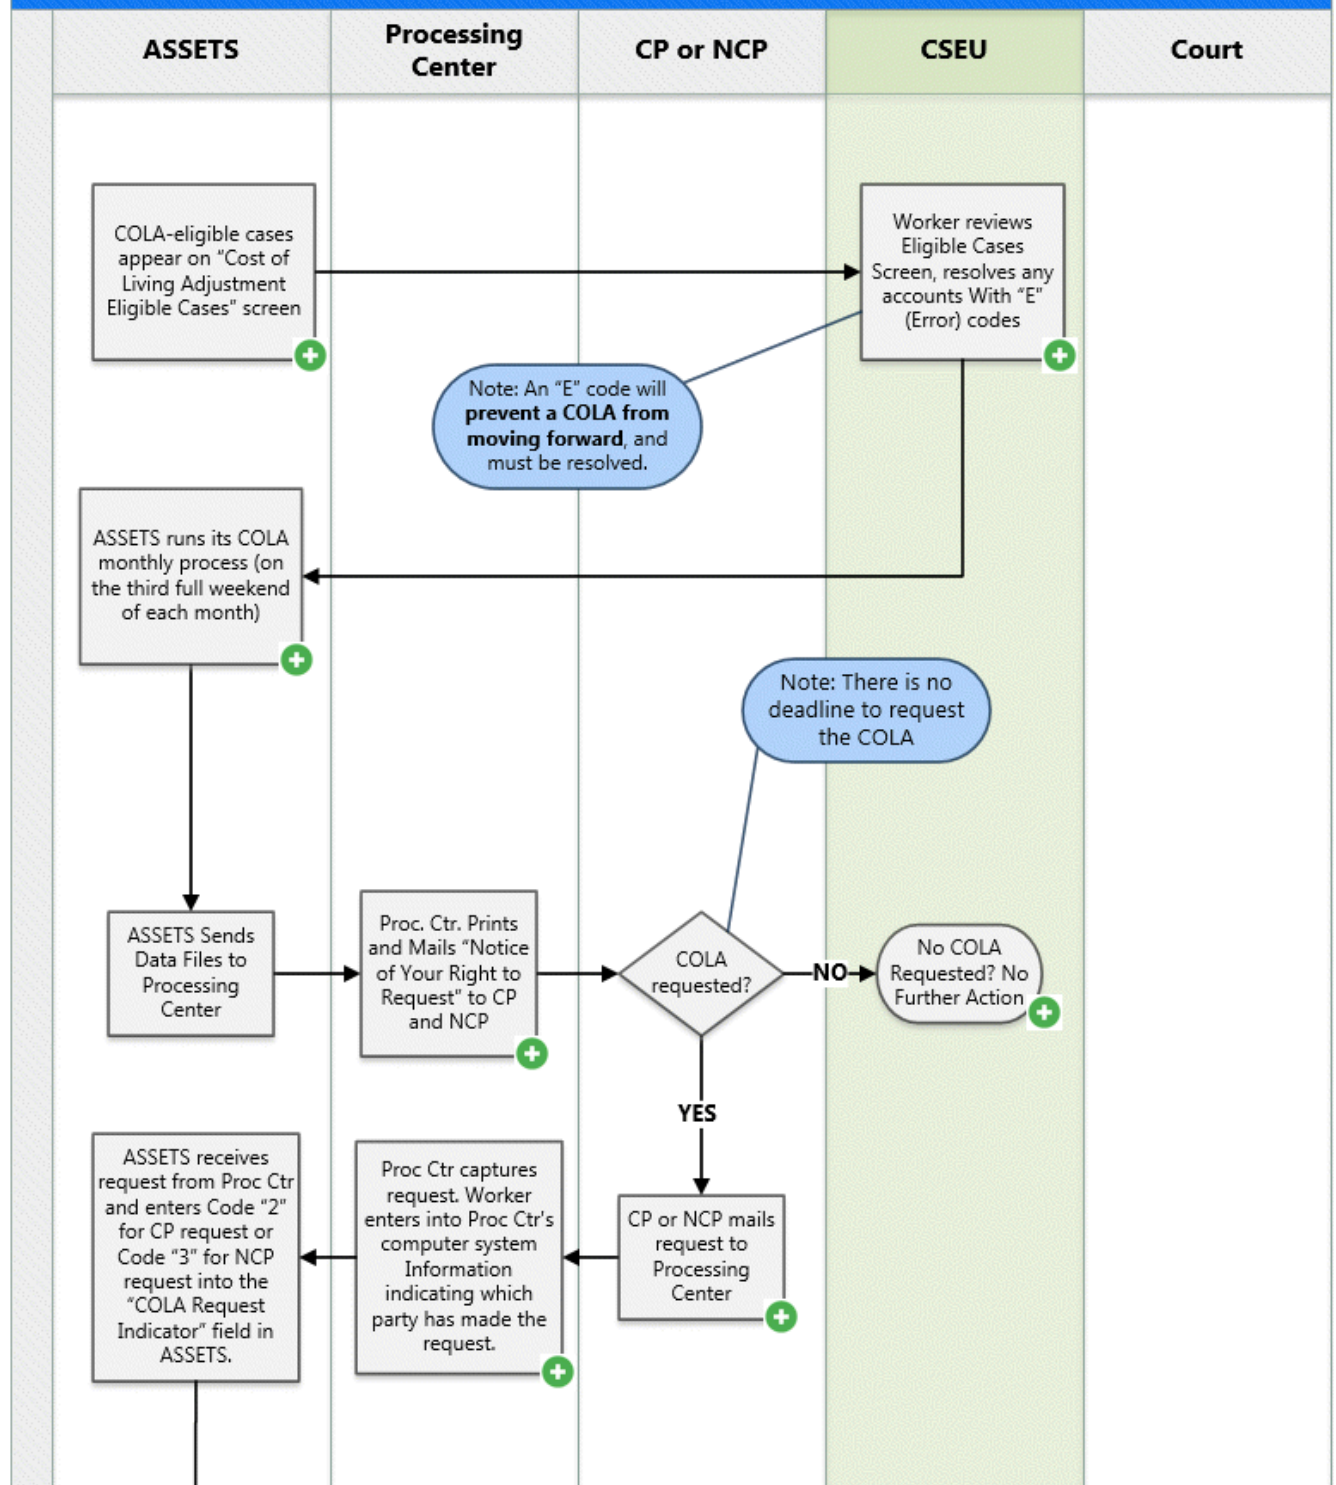 ASSETS
Processing
Center
CP or NCP
CSEU
Court
COLA-eligible cases
appear on “Cost of
Living Adjustment
Eligible Cases” screen
Worker reviews
Eligible Cases
Screen, resolves any
accounts With “E”
(Error) codes
Note: An “E” code will
prevent a COLA from
moving forward, and
must be resolved.
ASSETS runs its COLA
monthly process (on
the third full weekend
of each month)
Note: There is no
deadline to request
the COLA
ASSETS Sends
Data Files to
Processing
Center
Proc. Ctr. Prints
and Mails “Notice
of Your Right to
Request” to CP
and NCP
COLA
requested?
NO
No COLA
Requested? No
Further Action
YES
CP or NCP mails
request to
Processing
Center
Proc Ctr captures
request. Worker
enters into Proc Ctr's
computer system
Information
indicating which
party has made the
request.
ASSETS receives
request from Proc Ctr
and enters Code “2”
for CP request or
Code “3” for NCP
request into the
“COLA Request
Indicator” field in
ASSETS.